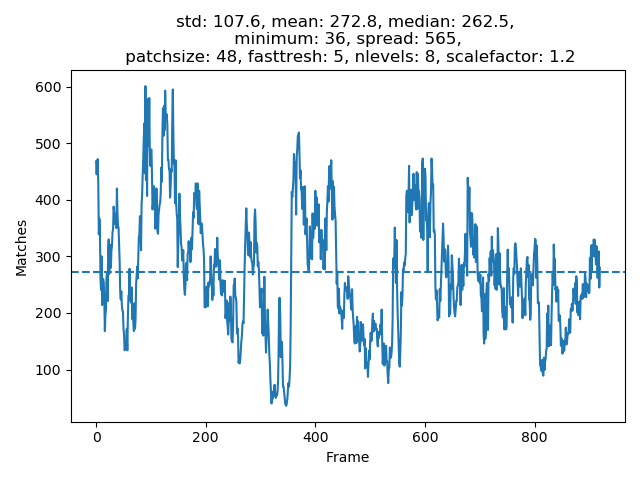 std: 107.6, mean: 272.8, median: 262.5,
minimum: 36, spread: 565,
patchsize: 48, fasttresh: 5, nlevels: 8, scalefactor: 1.2
600
500
400
300
200
100
Matches
0
200
400
600
800
Frame